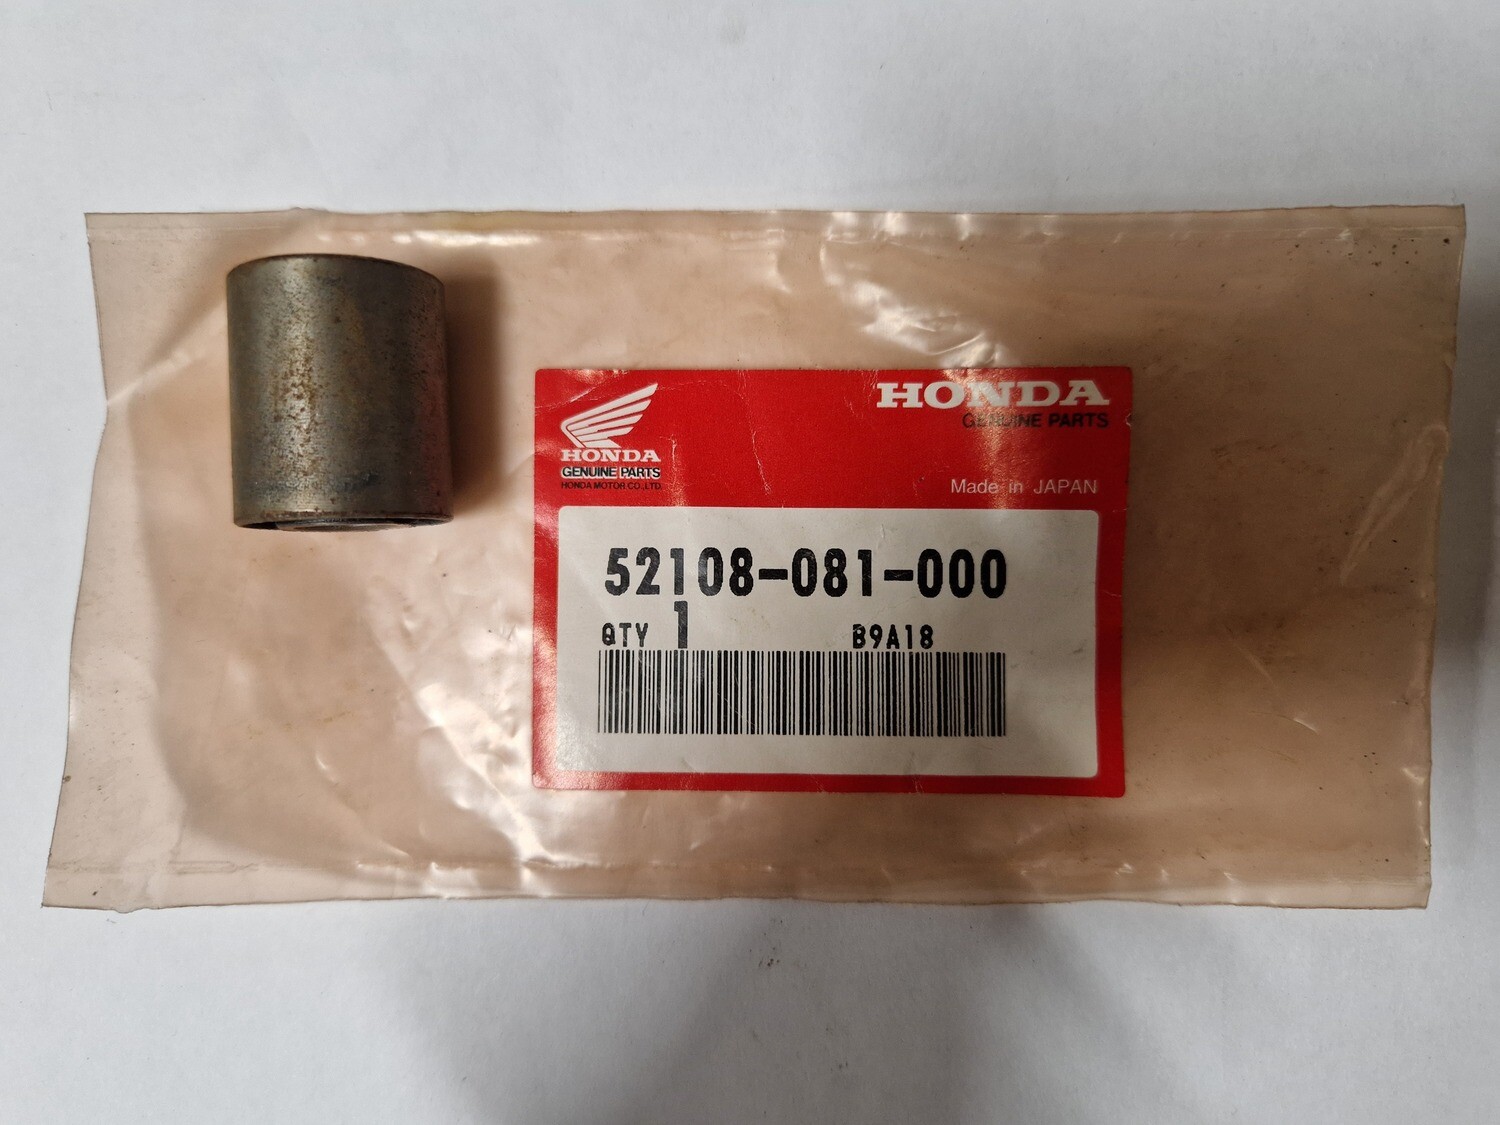 HONDA
GENUINE PARTS
HONDA MOTOR CO., LTD.
HONDA
GENUINE PARTS
Made in JAPAN
52108-081-000
QTY 1 B9A18